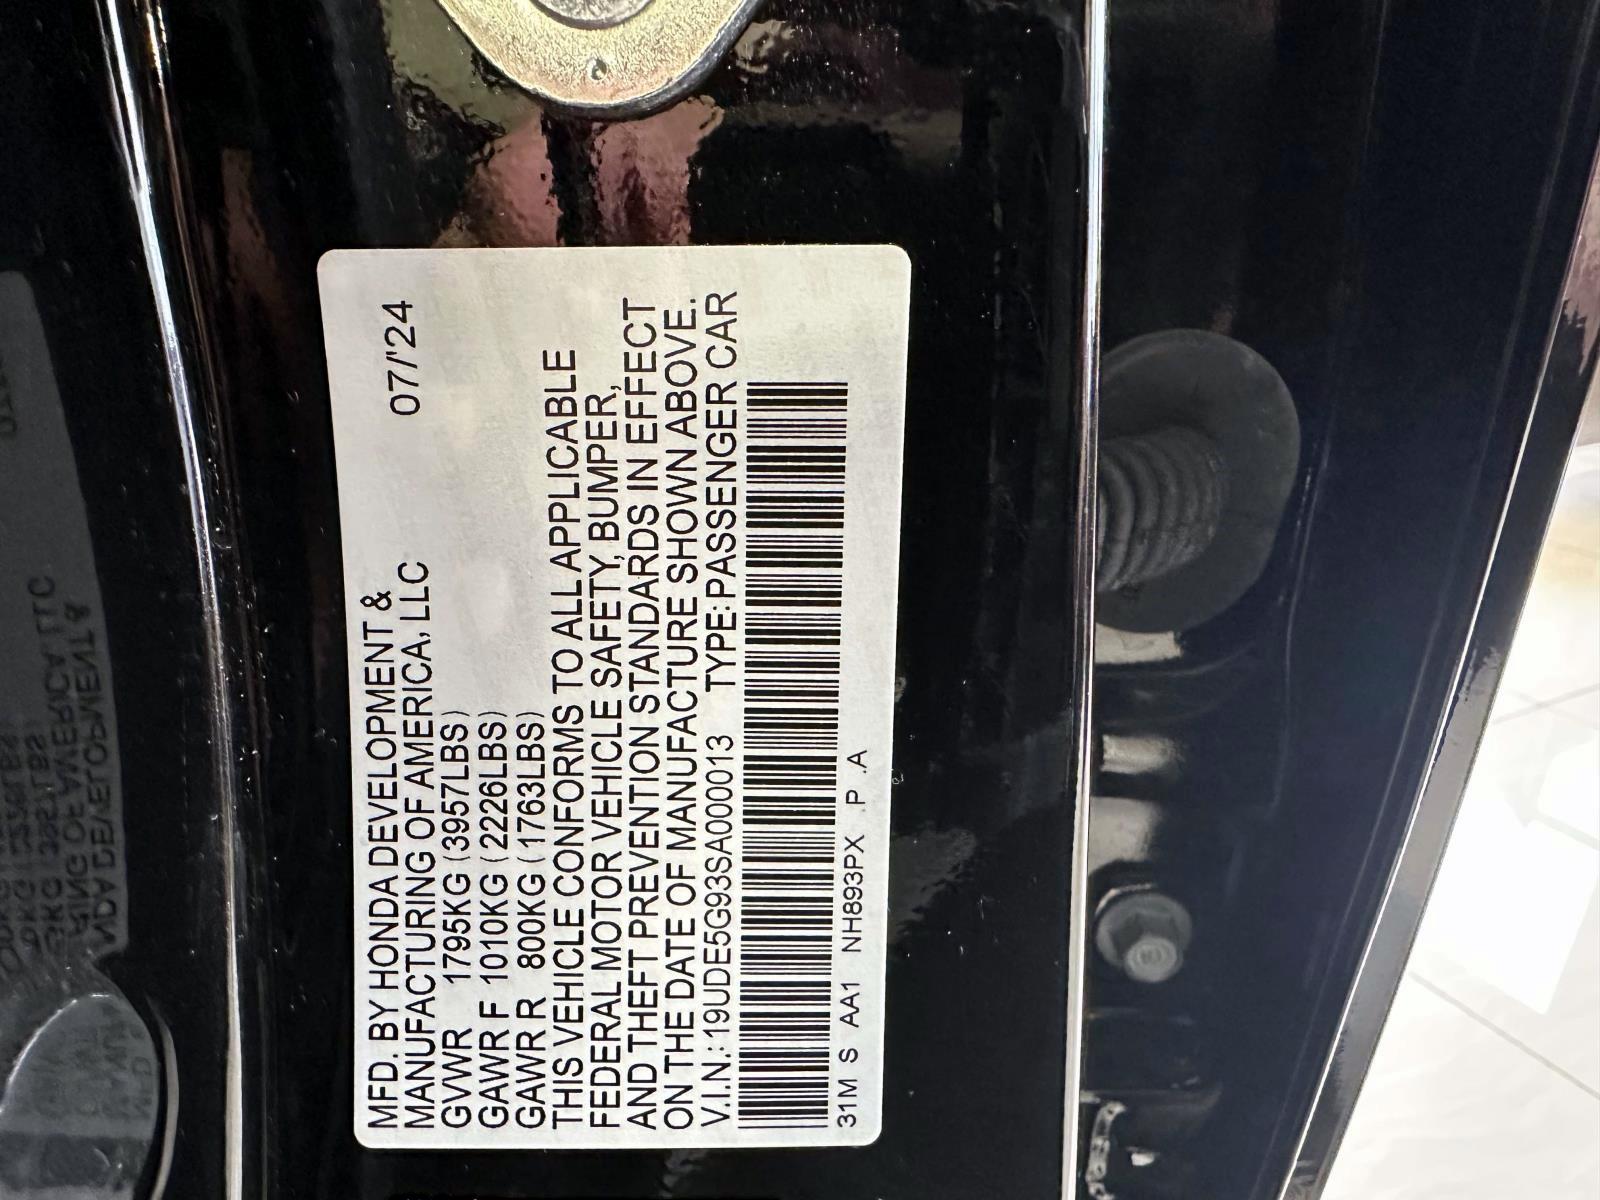 MFD. BY HONDA DEVELOPMENT &
MANUFACTURING OF AMERICA, LLC 07/'24
GVWR 1795KG (3957LBS)
GAWR F 1010KG (2226LBS)
GAWR R 800KG (1763LBS)
THIS VEHICLE CONFORMS TO ALL APPLICABLE
FEDERAL MOTOR VEHICLE SAFETY, BUMPER,
AND THEFT PREVENTION STANDARDS IN EFFECT
ON THE DATE OF MANUFACTURE SHOWN ABOVE.
V.I.N.: 19UDE5G93SA000013 TYPE: PASSENGER CAR
31M S AA1 NH893PX .P .A